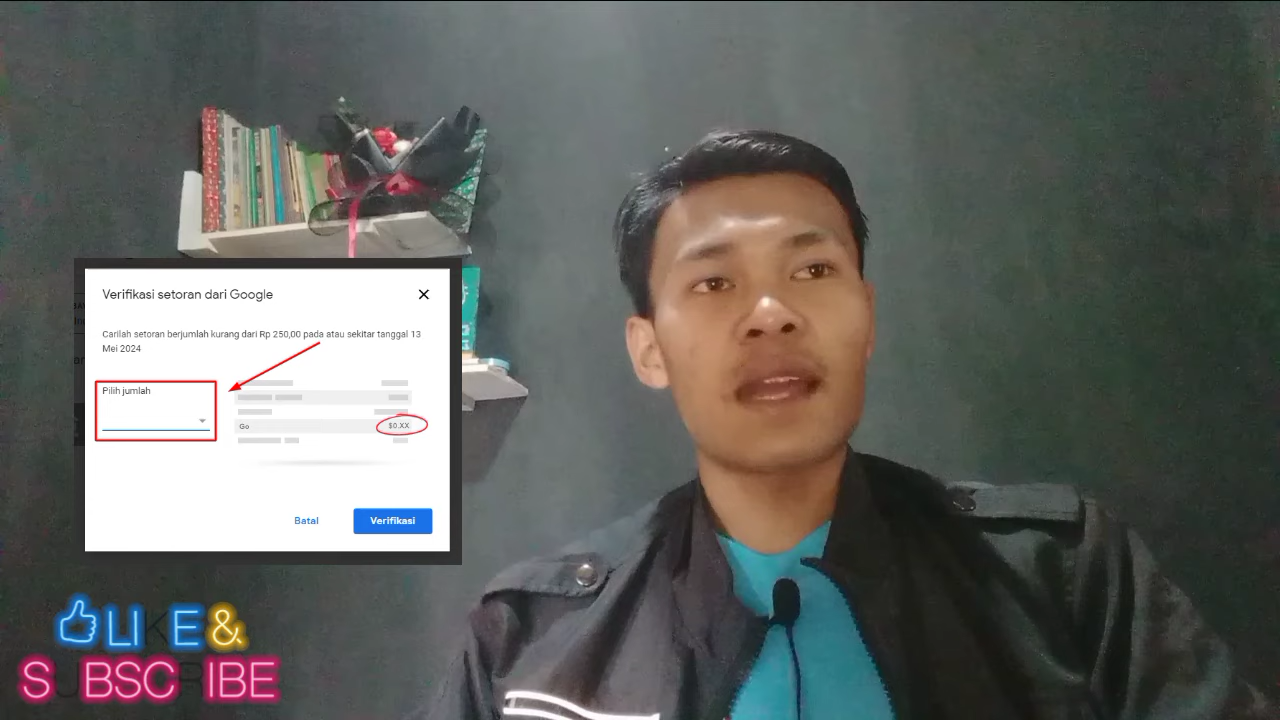 Verifikasi setoran dari Google
Carilah setoran berjumlah kurang dari Rp 250,00 pada atau sekitar tanggal 13
Mei 2024
Pilih jumlah
Go $0.XX
Batal Verifikasi
LIKE&
SUBSCRIBE